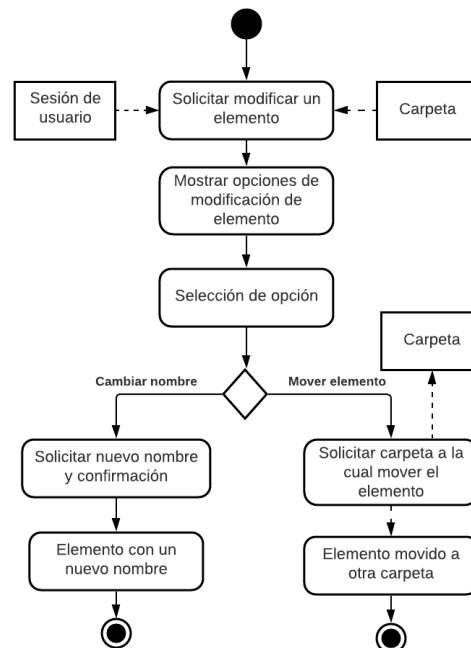 Sesión de
usuario
Solicitar modificar un
elemento
Carpeta
Mostrar opciones de
modificación de
elemento
Selección de opción
Carpeta
Cambiar nombre
Mover elemento
Solicitar nuevo nombre
y confirmación
Solicitar carpeta a la
cual mover el
elemento
Elemento con un
nuevo nombre
Elemento movido a
otra carpeta